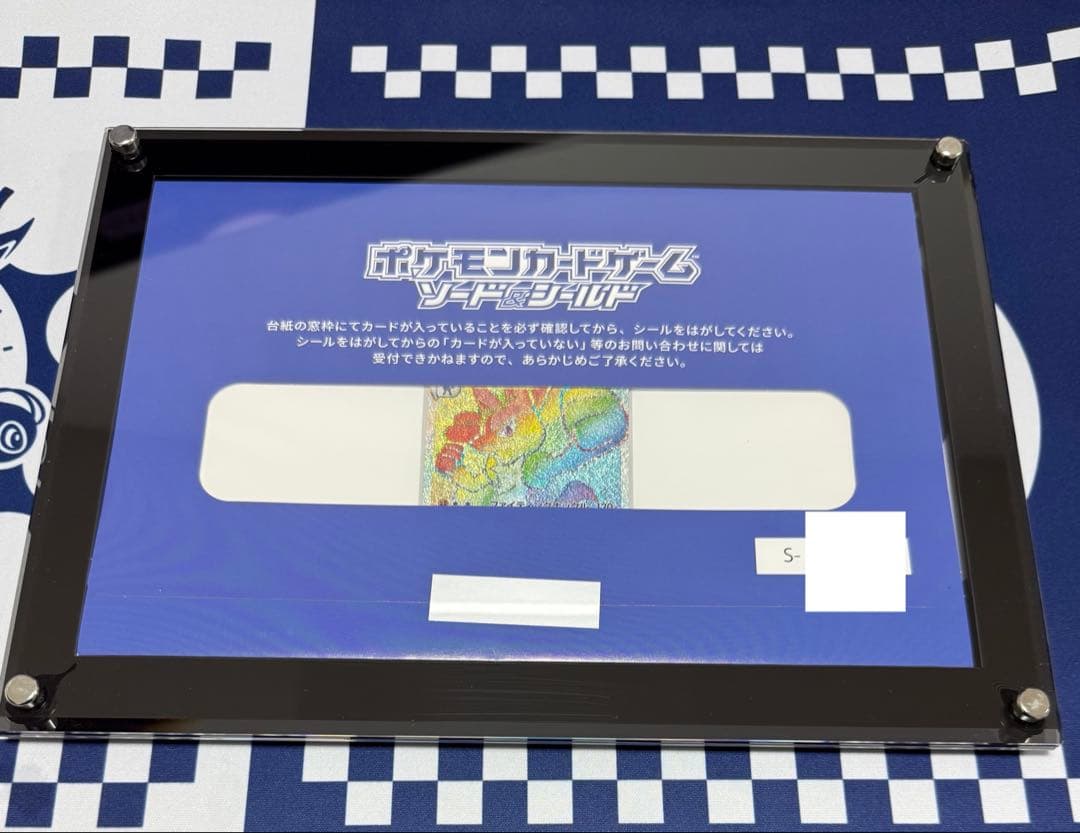 ポケモンカードゲーム
ソード&シールド
台紙の窓枠にてカードが入っていることを必ず確認してから、シールをはがしてください。
シールをはがしてからの「カードが入っていない」等のお問い合わせに関しては
受付できかねますので、あらかじめご了承ください。
170
S-